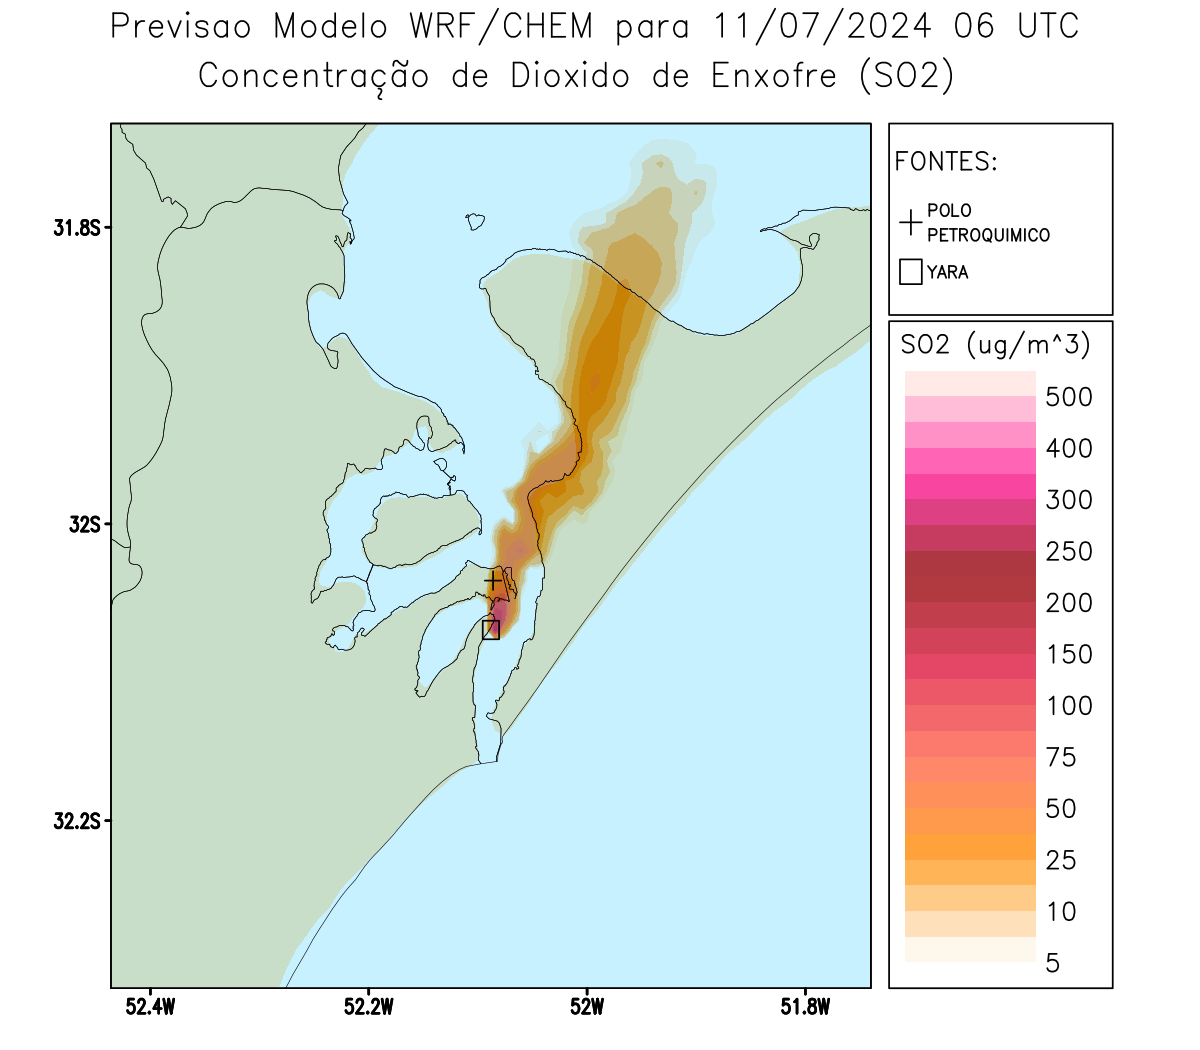 Previsao Modelo WRF/CHEM para 11/07/2024 06 UTC
Concentração de Dioxido de Enxofre (SO2)
FONTES:
POLO
PETROQUIMICO
YARA
SO2 (ug/m^3)
500
400
300
250
200
150
100
75
50
25
10
5
31.8S
32S
32.2S
52.4W
52.2W
52W
51.8W